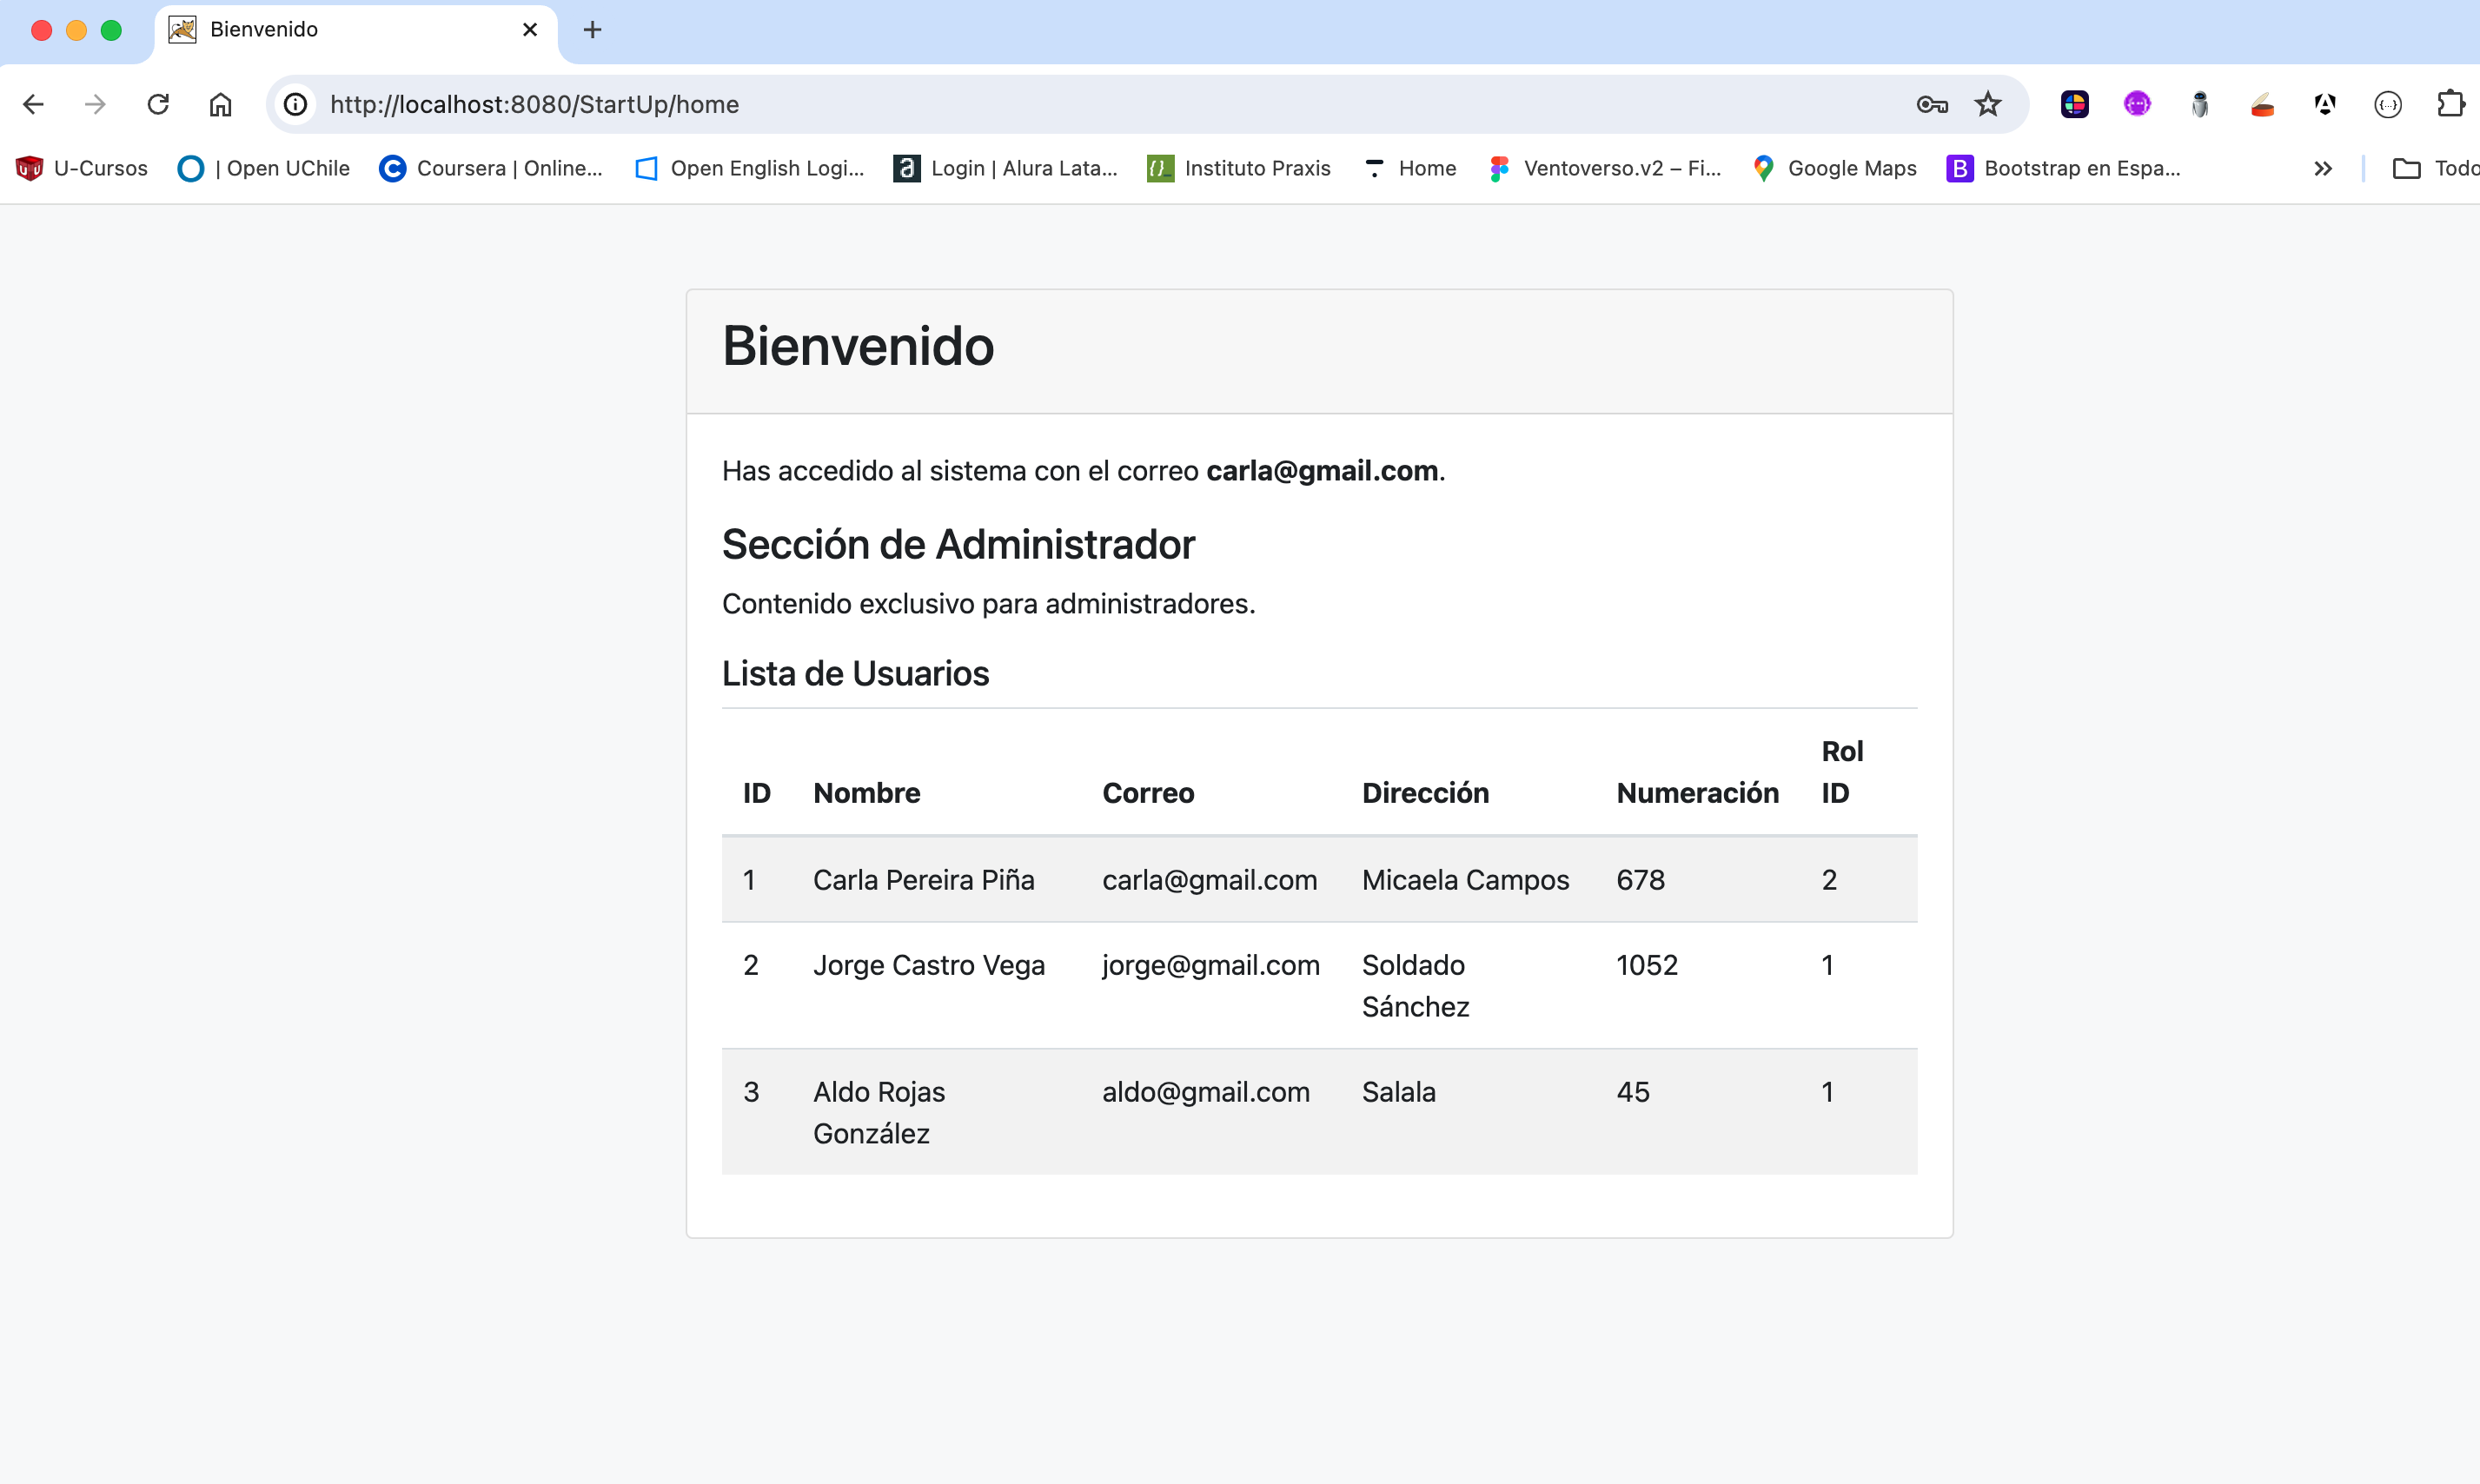 Bienvenido
http://localhost:8080/StartUp/home
U-Cursos | Open UChile Coursera | Online... Open English Logi... Login | Alura Lata... Instituto Praxis Home Ventoverso.v2 – Fi... Google Maps Bootstrap en Espa... Todo
Bienvenido
Has accedido al sistema con el correo carla@gmail.com.
Sección de Administrador
Contenido exclusivo para administradores.
Lista de Usuarios
ID Nombre Correo Dirección Numeración Rol ID
1 Carla Pereira Piña carla@gmail.com Micaela Campos 678 2
2 Jorge Castro Vega jorge@gmail.com Soldado Sánchez 1052 1
3 Aldo Rojas González aldo@gmail.com Salala 45 1